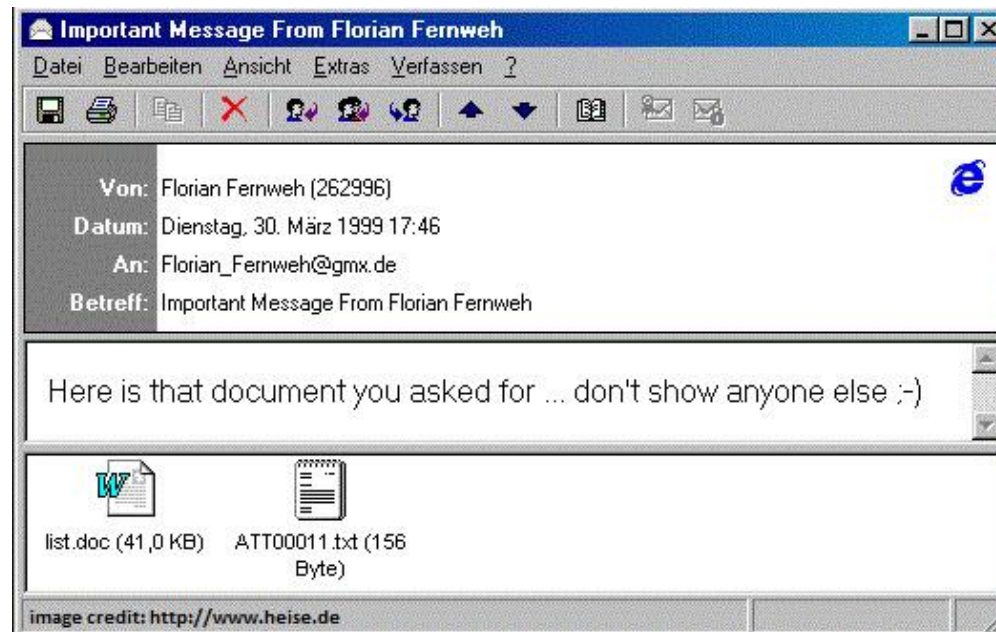 Important Message From Florian Fernweh
Datei Bearbeiten Ansicht Extras Verfassen ?
Von: Florian Fernweh (262996)
Datum: Dienstag, 30. März 1999 17:46
An: Florian_Fernweh@gmx.de
Betreff: Important Message From Florian Fernweh
Here is that document you asked for ... don't show anyone else ;-)
list.doc (41,0 KB) ATT00011.txt (156
Byte)
image credit: http://www.heise.de